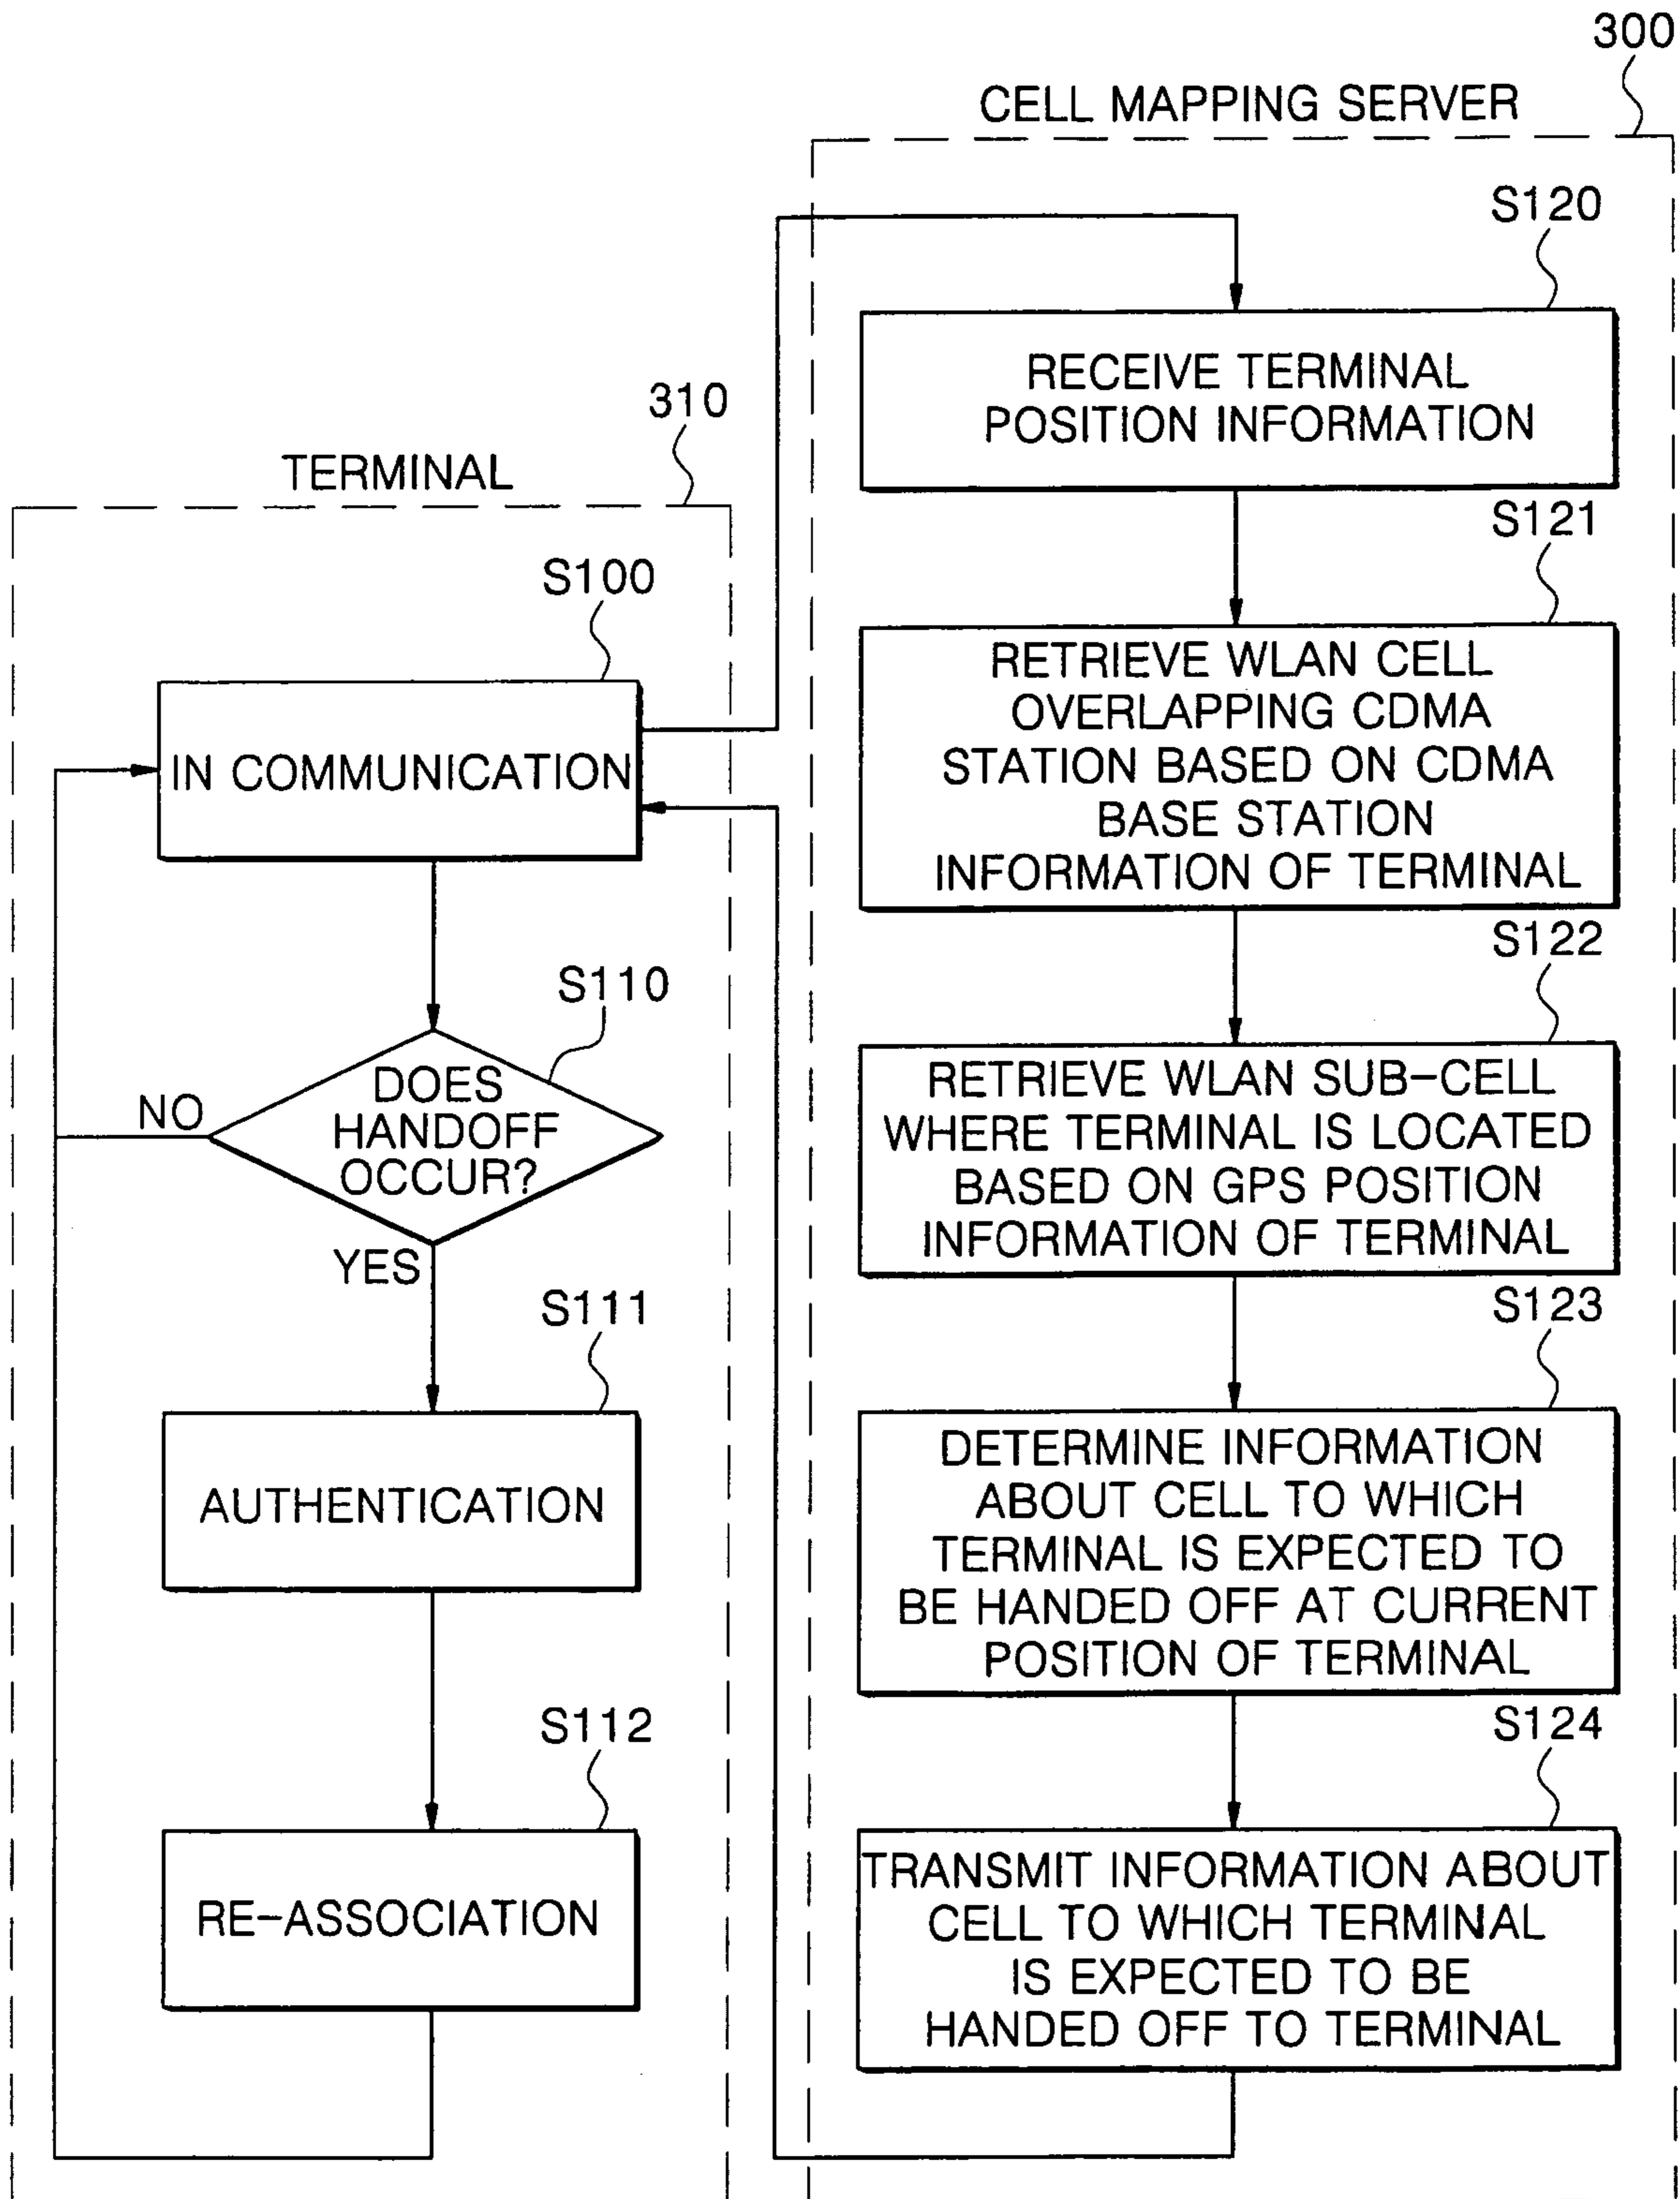 300
CELL MAPPING SERVER
S120
RECEIVE TERMINAL
POSITION INFORMATION
S121
RETRIEVE WLAN CELL
OVERLAPPING CDMA
STATION BASED ON CDMA
BASE STATION
INFORMATION OF TERMINAL
S122
RETRIEVE WLAN SUB-CELL
WHERE TERMINAL IS LOCATED
BASED ON GPS POSITION
INFORMATION OF TERMINAL
S123
DETERMINE INFORMATION
ABOUT CELL TO WHICH
TERMINAL IS EXPECTED TO
BE HANDED OFF AT CURRENT
POSITION OF TERMINAL
S124
TRANSMIT INFORMATION ABOUT
CELL TO WHICH TERMINAL
IS EXPECTED TO BE
HANDED OFF TO TERMINAL
310
TERMINAL
S100
IN COMMUNICATION
S110
DOES
HANDOFF
OCCUR?
NO
YES
S111
AUTHENTICATION
S112
RE-ASSOCIATION